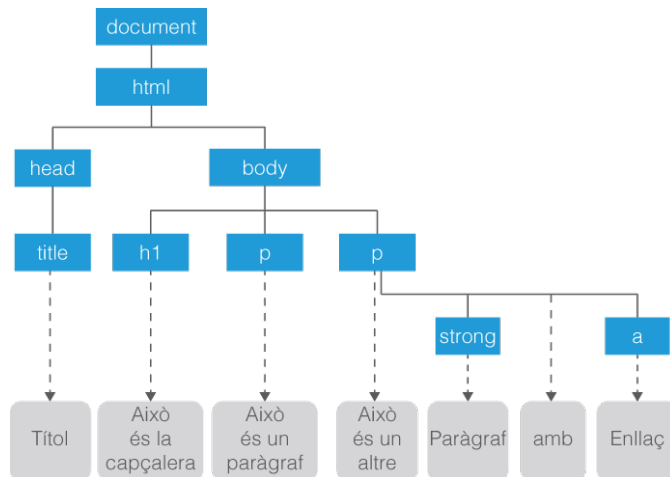 document
html
head
body
title
h1
p
p
strong
a
Títol
Això
és la
capçalera
Això
és un
paràgraf
Això
és un
altre
Paràgraf
amb
Enllaç